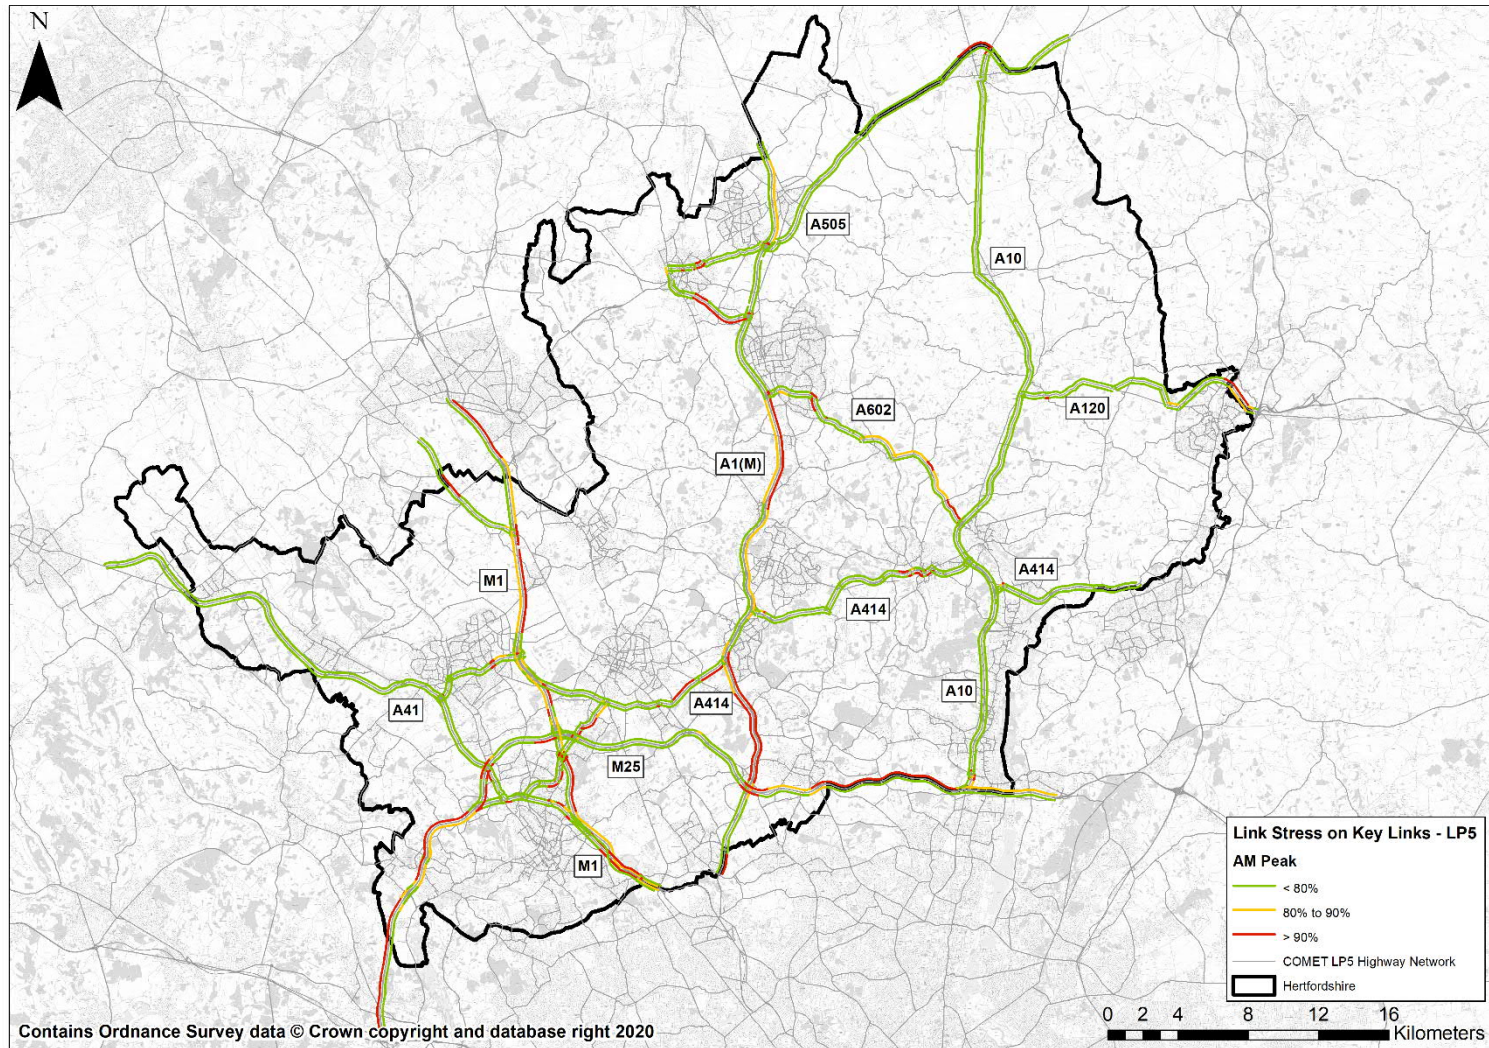 N
A505
A10
A602
A120
A1(M)
M1
A414
A414
A10
A41
A414
M25
M1
Link Stress on Key Links - LP5
AM Peak
< 80%
80% to 90%
> 90%
COMET LP5 Highway Network
Hertfordshire
0 2 4 8 12 16
Kilometers
Contains Ordnance Survey data © Crown copyright and database right 2020